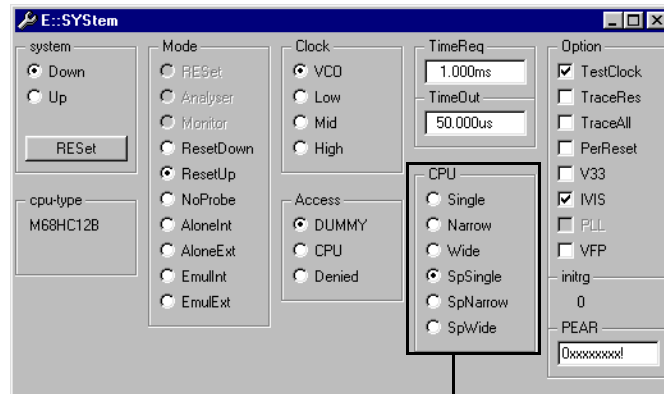 E::SYStem
system
Down
Up
RESet
cpu-type
M68HC12B
Mode
RESet
Analyser
Monitor
ResetDown
ResetUp
NoProbe
AloneInt
AloneExt
EmulInt
EmulExt
Clock
VCO
Low
Mid
High
Access
DUMMY
CPU
Denied
TimeReq
1.000ms
TimeOut
50.000us
CPU
Single
Narrow
Wide
SpSingle
SpNarrow
SpWide
Option
TestClock
TraceRes
TraceAll
PerReset
V33
IVIS
PLL
VFP
initrg
0
PEAR
0xxxxxxxx!